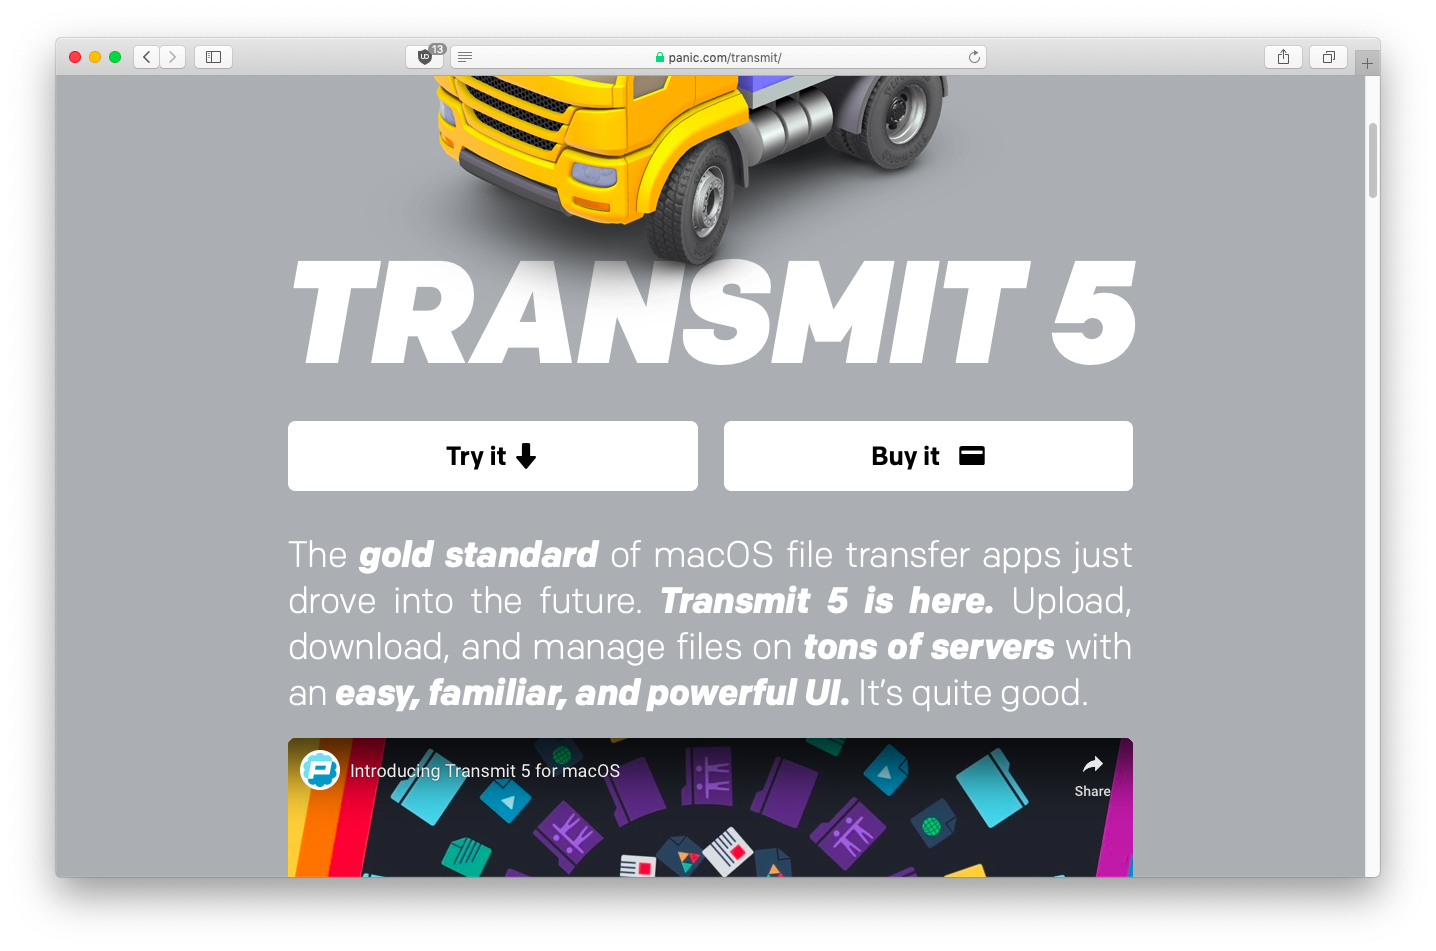 13
panic.com/transmit/
TRANSMIT 5
Try it
Buy it
The gold standard of macOS file transfer apps just
drove into the future. Transmit 5 is here. Upload,
download, and manage files on tons of servers with
an easy, familiar, and powerful UI. It’s quite good.
Introducing Transmit 5 for macOS
Share